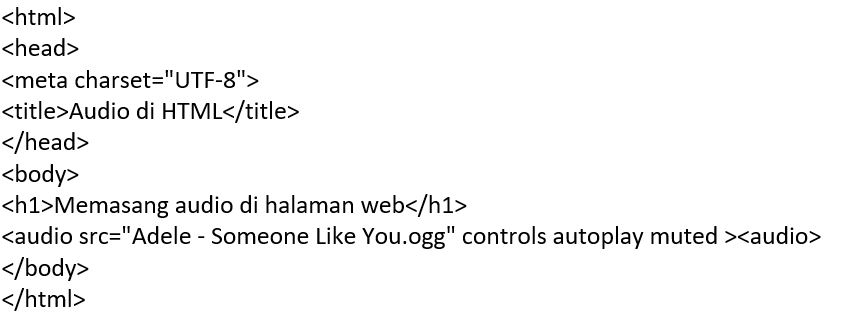 <html>
<head>
<meta charset="UTF-8">
<title>Audio di HTML</title>
</head>
<body>
<h1>Memasang audio di halaman web</h1>
<audio src="Adele - Someone Like You.ogg" controls autoplay muted ><audio>
</body>
</html>